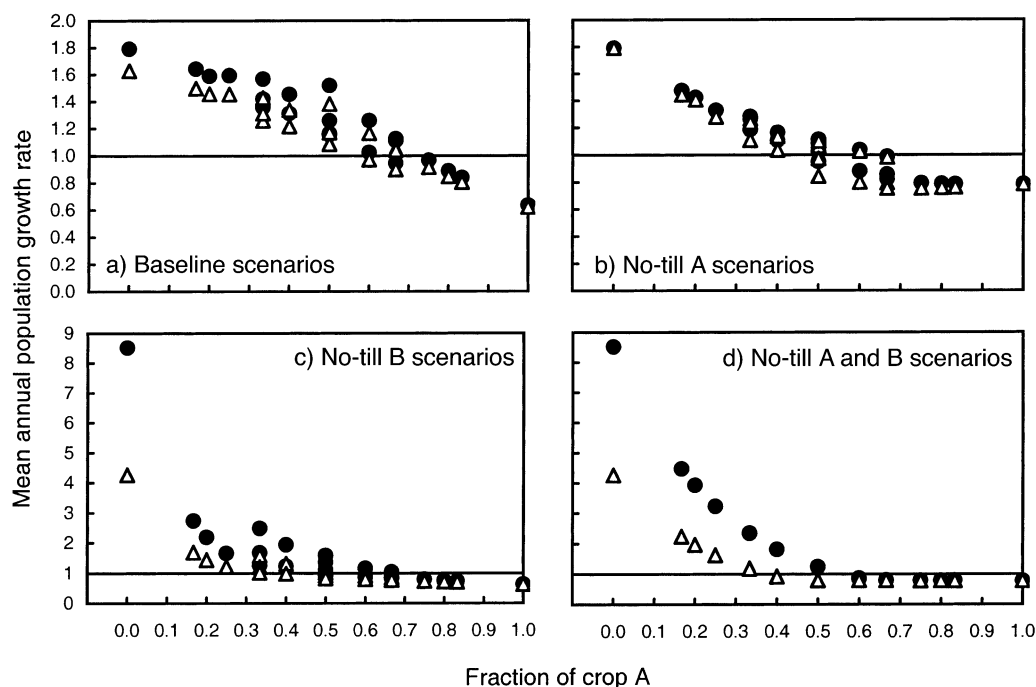 Mean annual population growth rate
2.0
1.8
1.6
1.4
1.2
1.0
0.8
0.6
0.4
0.2
0.0
a) Baseline scenarios
b) No-till A scenarios
9
8
7
6
5
4
3
2
1
0
c) No-till B scenarios
d) No-till A and B scenarios
0.0 0.1 0.2 0.3 0.4 0.5 0.6 0.7 0.8 0.9 1.0
0.0 0.1 0.2 0.3 0.4 0.5 0.6 0.7 0.8 0.9 1.0
Fraction of crop A